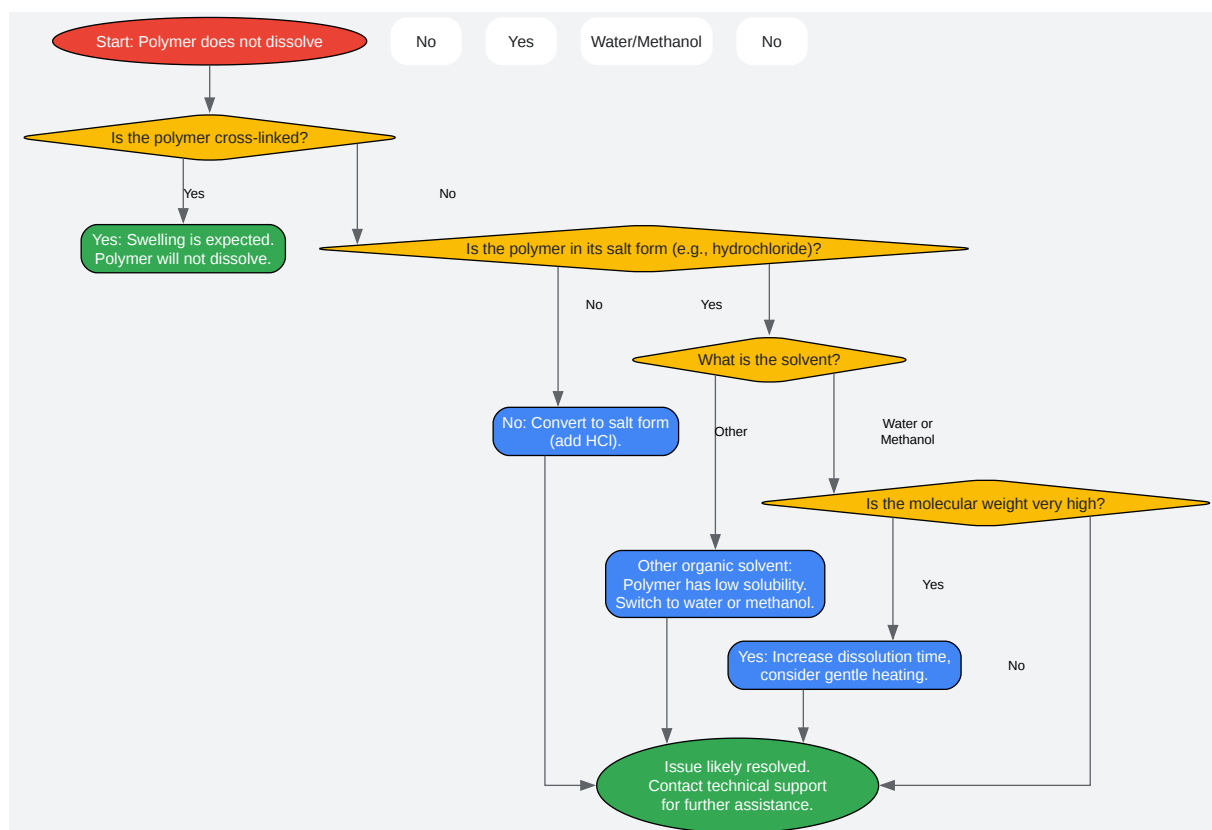 Start: Polymer does not dissolve
No
Yes
Water/Methanol
No
Is the polymer cross-linked?
Yes
No
Yes: Swelling is expected.
Polymer will not dissolve.
Is the polymer in its salt form (e.g., hydrochloride)?
No
Yes
What is the solvent?
No: Convert to salt form
(add HCl).
Other
Water or
Methanol
Is the molecular weight very high?
Other organic solvent:
Polymer has low solubility.
Switch to water or methanol.
Yes
Yes: Increase dissolution time,
consider gentle heating.
No
Issue likely resolved.
Contact technical support
for further assistance.